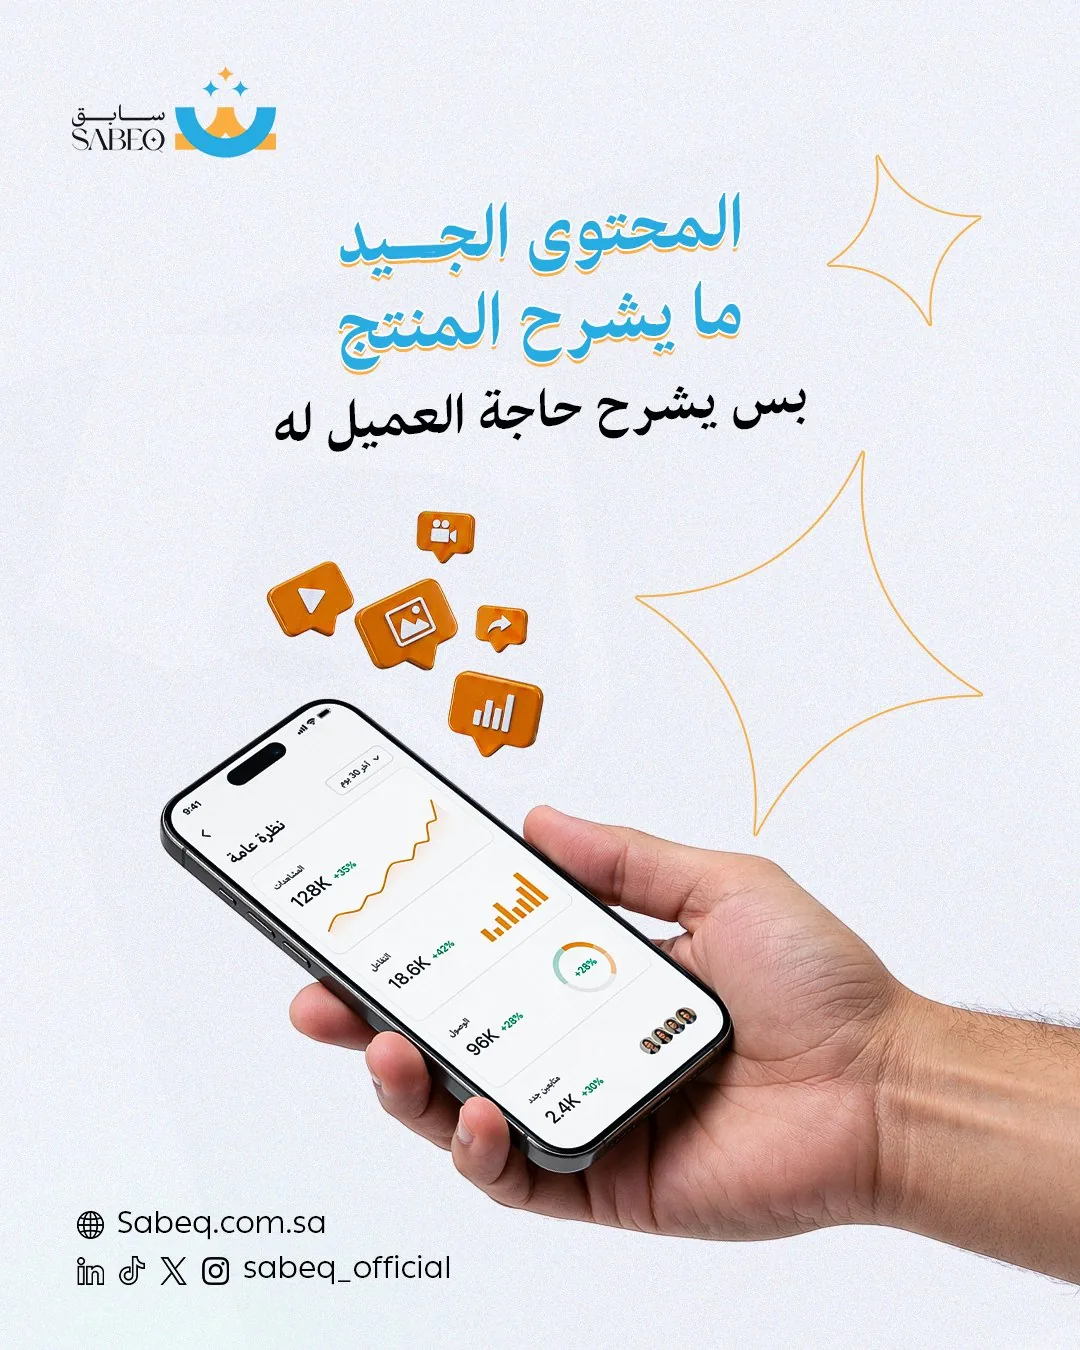 سابق
SABEQ
المحتوى الجيد
ما يشرح المنتج
بس يشرح حاجة العميل له
9:41
آخر 30 يوم
نظرة عامة
المشاهدات
128K +35%
التفاعل
18.6K +42%
الوصول
96K +28%
+28%
متابعين جدد
2.4K +30%
Sabeq.com.sa
sabeq_official